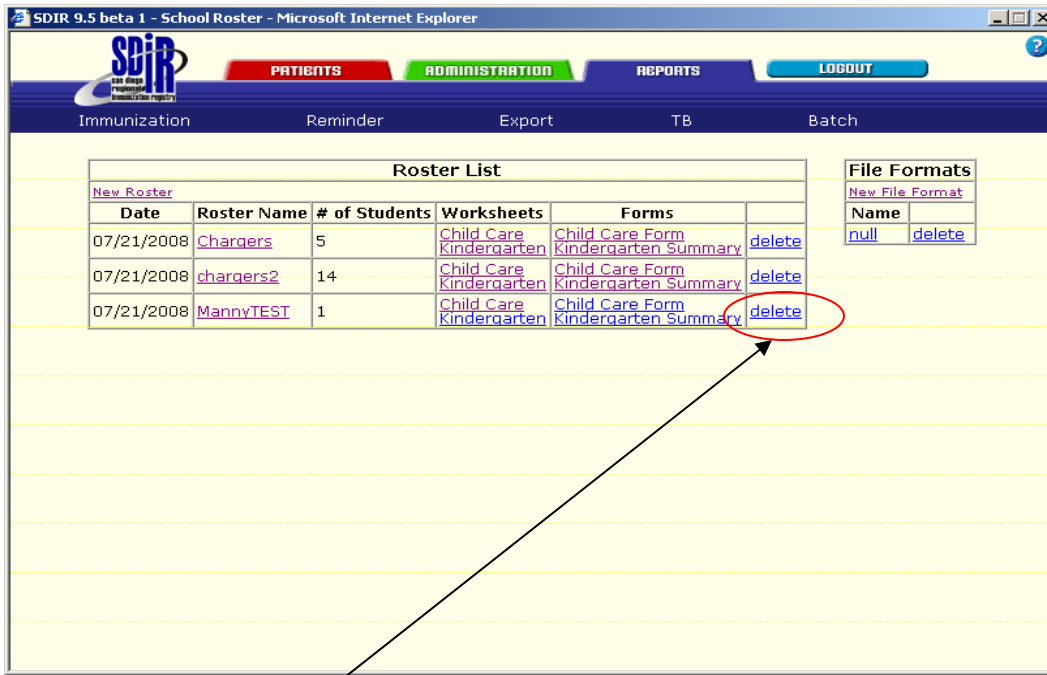 SDIR 9.5 beta 1 - School Roster - Microsoft Internet Explorer
SDIR
san diego
regional
immunization registry
PATIENTS ADMINISTRATION REPORTS LOGOUT
?
Immunization Reminder Export TB Batch
Roster List
New Roster
Date Roster Name # of Students Worksheets Forms
07/21/2008 Chargers 5 Child Care Child Care Form delete
Kindergarten Kindergarten Summary
07/21/2008 chargers2 14 Child Care Child Care Form delete
Kindergarten Kindergarten Summary
07/21/2008 MannyTEST 1 Child Care Child Care Form delete
Kindergarten Kindergarten Summary
File Formats
New File Format
Name
null delete